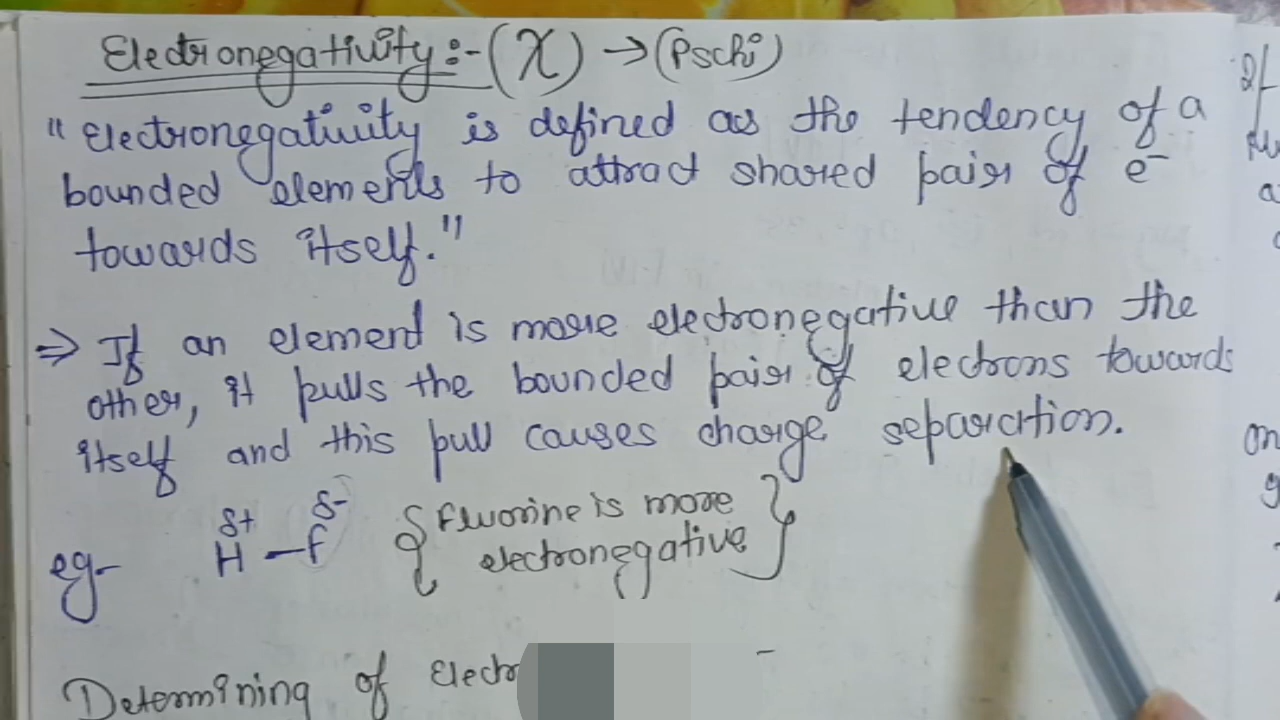 Electronegativity:- (χ) → (Pschi)
"Electronegativity is defined as the tendency of a
bounded elements to attract shared pair of e⁻
towards itself."
⇒ If an element is more electronegative than the
other, it pulls the bounded pair of electrons towards
itself and this pull causes charge separation.
δ+ δ-
eg- H – F { Fluorine is more
electronegative }
Determining of